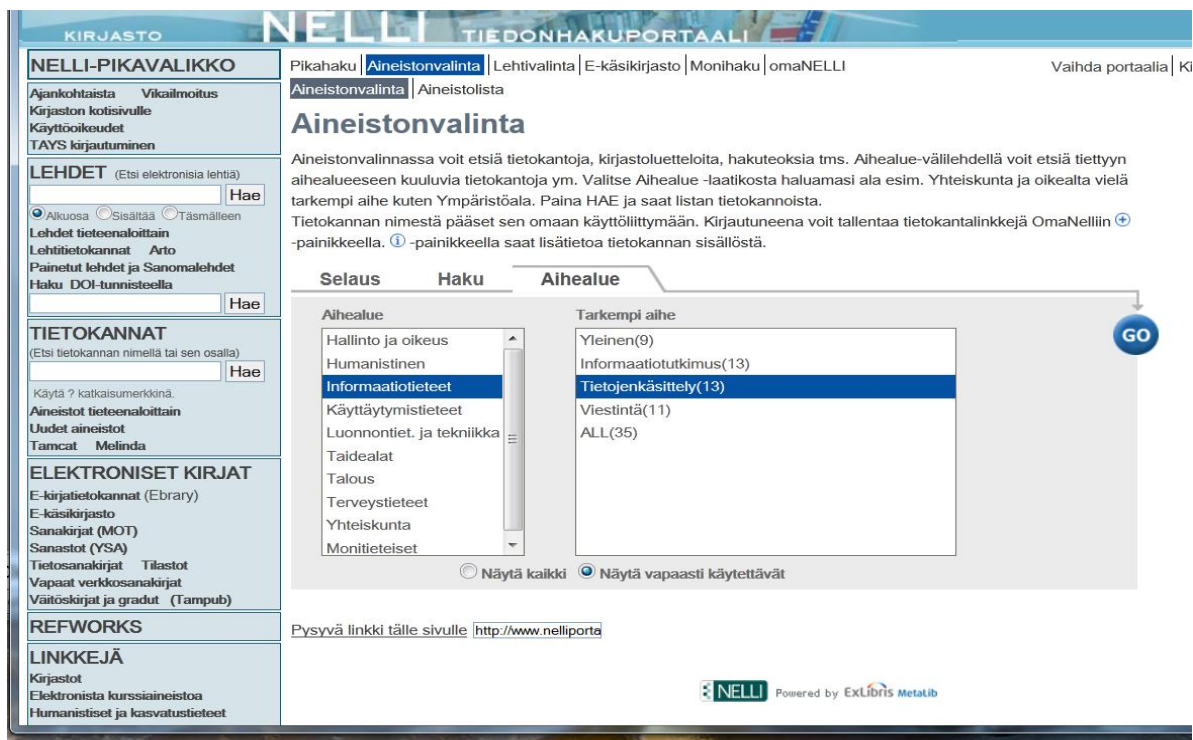 KIRJASTO NELLI TIEDONHAKUPORTAALI
NELLI-PIKAVALIKKO
Ajankohtaista Vikailmoitus
Kirjaston kotisivulle
Käyttöoikeudet
TAYS kirjautuminen
LEHDET (Etsi elektronisia lehtiä)
Hae
Alkuosa Sisältää Täsmälleen
Lehdet tieteenaloittain
Lehtitietokannat Arto
Painetut lehdet ja Sanomalehdet
Haku DOI-tunnisteella
Hae
TIETOKANNAT
(Etsi tietokannan nimellä tai sen osalla)
Hae
Käytä ? katkaisumerkkinä.
Aineistot tieteenaloittain
Uudet aineistot
Tamcat Melinda
ELEKTRONISET KIRJAT
E-kirjatietokannat (Ebrary)
E-käsikirjasto
Sanakirjat (MOT)
Sanastot (YSA)
Tietosanakirjat Tilastot
Vapaat verkkosanakirjat
Väitöskirjat ja gradut (Tampub)
REFWORKS
LINKKEJÄ
Kirjastot
Elektronista kurssiaineistoa
Humanistiset ja kasvatustieteet
Pikahaku Aineistonvalinta Lehtivalinta E-käsikirjasto Monihaku omaNELLI Vaihda portaalia Ki
Aineistonvalinta Aineistolista
Aineistonvalinta
Aineistonvalinnassa voit etsiä tietokantoja, kirjastoluetteloita, hakuteoksia tms. Aihealue-välilehdellä voit etsiä tiettyyn
aihealueeseen kuuluvia tietokantoja ym. Valitse Aihealue -laatikosta haluamasi ala esim. Yhteiskunta ja oikealta vielä
tarkempi aihe kuten Ympäristöala. Paina HAE ja saat listan tietokannoista.
Tietokannan nimestä pääset sen omaan käyttöliittymään. Kirjautuneena voit tallentaa tietokantalinkkejä OmaNelliin
-painikkeella. -painikkeella saat lisätietoa tietokannan sisällöstä.
Selaus Haku Aihealue
Aihealue
Hallinto ja oikeus
Humanistinen
Informaatiotieteet
Käyttäytymistieteet
Luonnontiet. ja tekniikka
Taidealat
Talous
Terveystieteet
Yhteiskunta
Monitieteiset
Tarkempi aihe
Yleinen(9)
Informaatiotutkimus(13)
Tietojenkäsittely(13)
Viestintä(11)
ALL(35)
GO
Näytä kaikki Näytä vapaasti käytettävät
Pysyvä linkki tälle sivulle http://www.nelliporta
NELLI Powered by ExLibris MetaLib